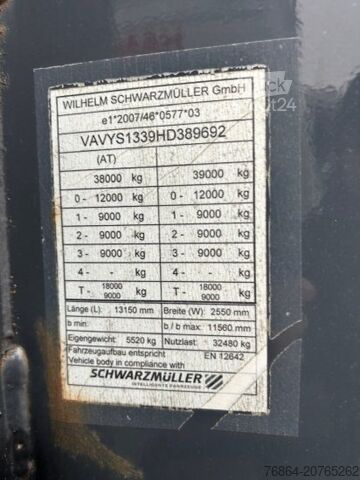 WILHELM SCHWARZMÜLLER GmbH
e1*2007/46*0577*03
VAVYS1339HD389692
(AT)
38000 kg 39000 kg
0 - 12000 kg 0 - 12000 kg
1 - 9000 kg 1 - 9000 kg
2 - 9000 kg 2 - 9000 kg
3 - 9000 kg 3 - 9000 kg
4 - - kg 4 - - kg
T - 18000 9000 kg T - 18000 9000 kg
Länge (L): 13150 mm Breite (W): 2550 mm
b min: b / b max: 11560 mm
Eigengewicht: 5520 kg Nutzlast: 32480 kg
Fahrzeugaufbau entspricht EN 12642
Vehicle body in compliance with
SCHWARZMÜLLER
INTELLIGENTE FAHRZEUGE
76864-20765262